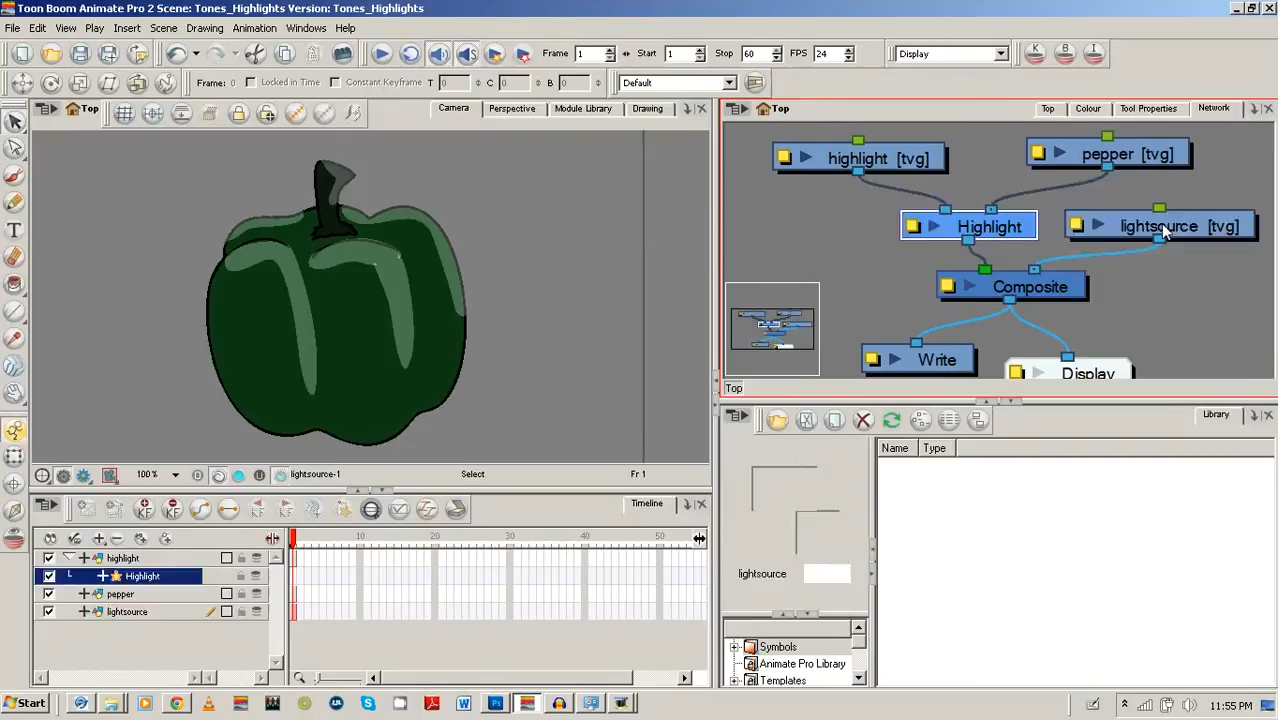 Toon Boom Animate Pro 2 Scene: Tones_Highlights Version: Tones_Highlights
File Edit View Play Insert Scene Drawing Animation Windows Help
Frame 1 Start 1 Stop 60 FPS 24 Display K B I
Frame: 0 Locked in Time Constant Keyframe T 0 C 0 B 0 Default
Top Camera Perspective Module Library Drawing
Top Top Colour Tool Properties Network
highlight [tvg]
pepper [tvg]
Highlight
lightsource [tvg]
Composite
Write
Display
Top
100% lightsource-1 Select Fr 1
Library
Name Type
lightsource
Symbols
Animate Pro Library
Templates
Timeline
10 20 30 40 50
highlight
Highlight
pepper
lightsource
Start
11:55 PM